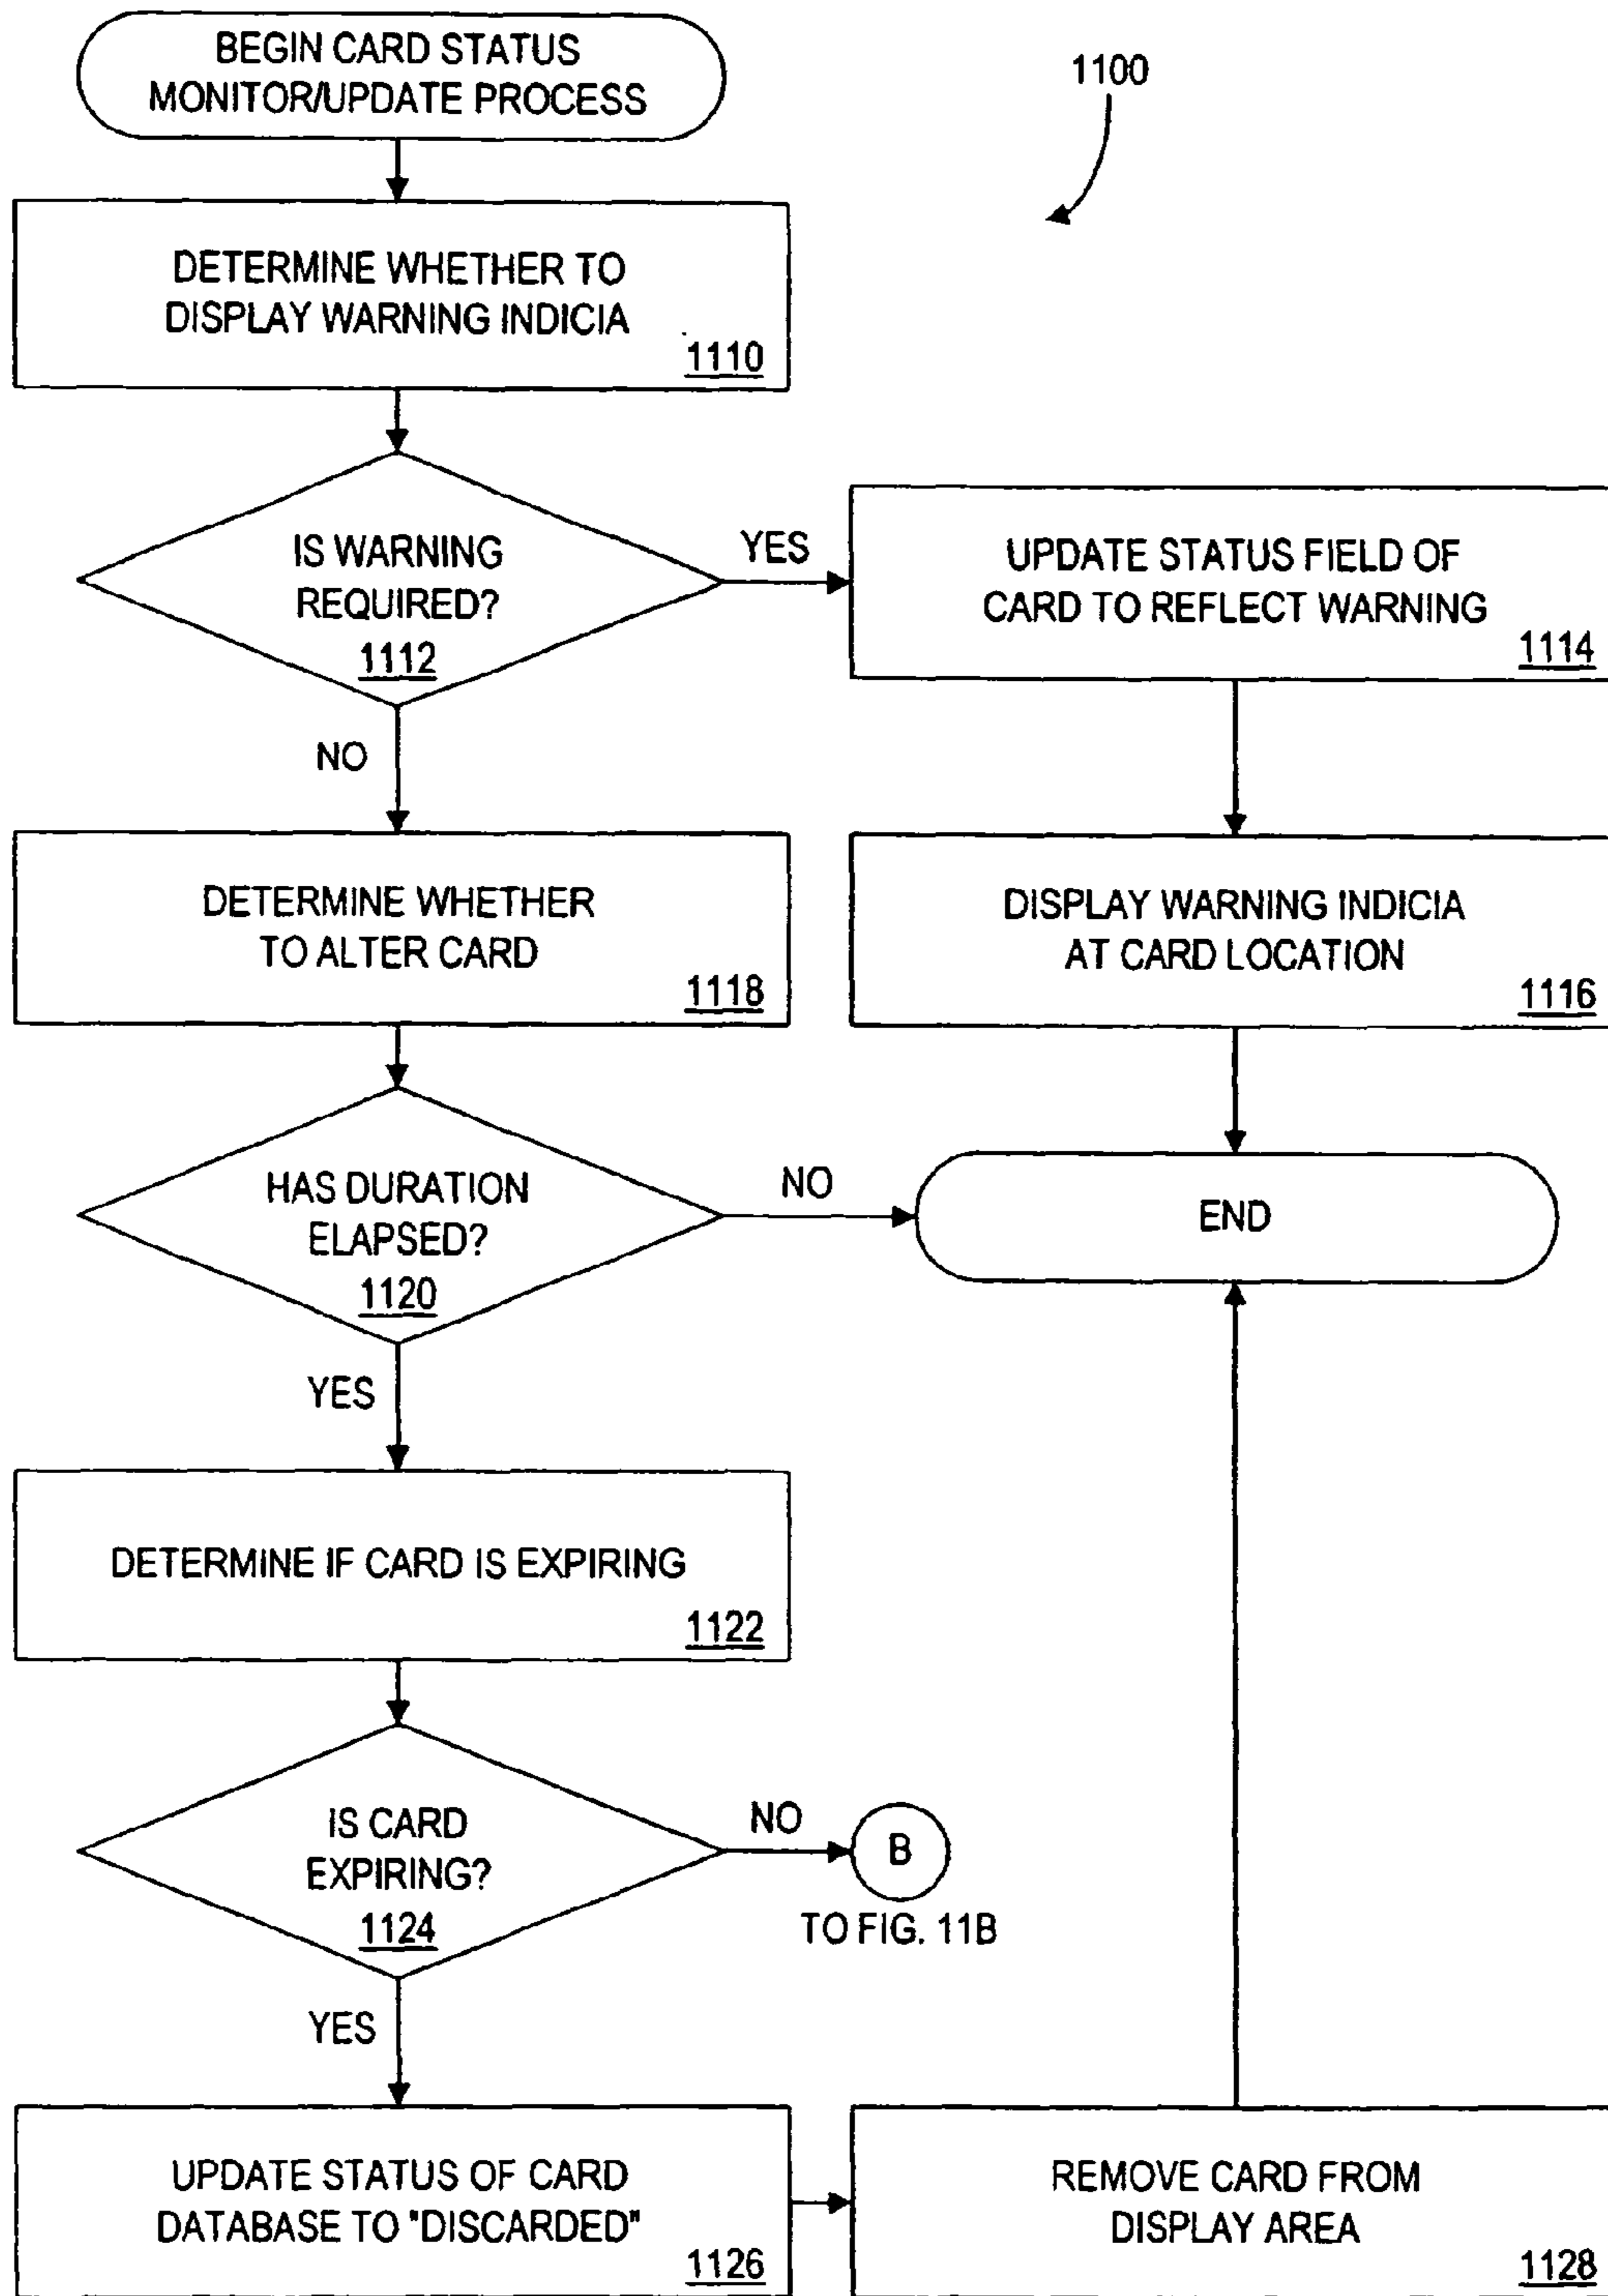 BEGIN CARD STATUS
MONITOR/UPDATE PROCESS
1100
DETERMINE WHETHER TO
DISPLAY WARNING INDICIA
1110
IS WARNING
REQUIRED?
1112
YES
UPDATE STATUS FIELD OF
CARD TO REFLECT WARNING
1114
NO
DETERMINE WHETHER
TO ALTER CARD
1118
DISPLAY WARNING INDICIA
AT CARD LOCATION
1116
HAS DURATION
ELAPSED?
1120
NO
END
YES
DETERMINE IF CARD IS EXPIRING
1122
IS CARD
EXPIRING?
1124
NO
B
TO FIG. 11B
YES
UPDATE STATUS OF CARD
DATABASE TO "DISCARDED"
1126
REMOVE CARD FROM
DISPLAY AREA
1128